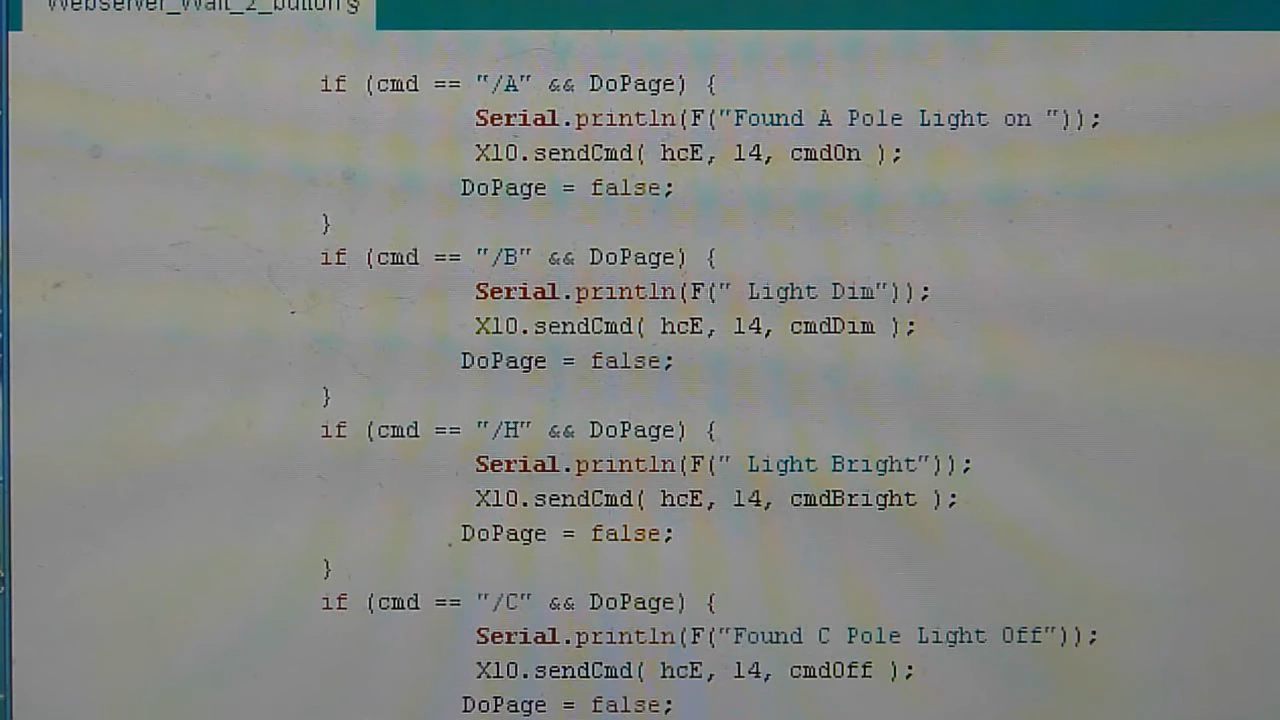 Webserver_Wait_2_button §
if (cmd == "/A" && DoPage) {
Serial.println(F("Found A Pole Light on "));
X10.sendCmd( hcE, 14, cmdOn );
DoPage = false;
}
if (cmd == "/B" && DoPage) {
Serial.println(F(" Light Dim"));
X10.sendCmd( hcE, 14, cmdDim );
DoPage = false;
}
if (cmd == "/H" && DoPage) {
Serial.println(F(" Light Bright"));
X10.sendCmd( hcE, 14, cmdBright );
DoPage = false;
}
if (cmd == "/C" && DoPage) {
Serial.println(F("Found C Pole Light Off"));
X10.sendCmd( hcE, 14, cmdOff );
DoPage = false;